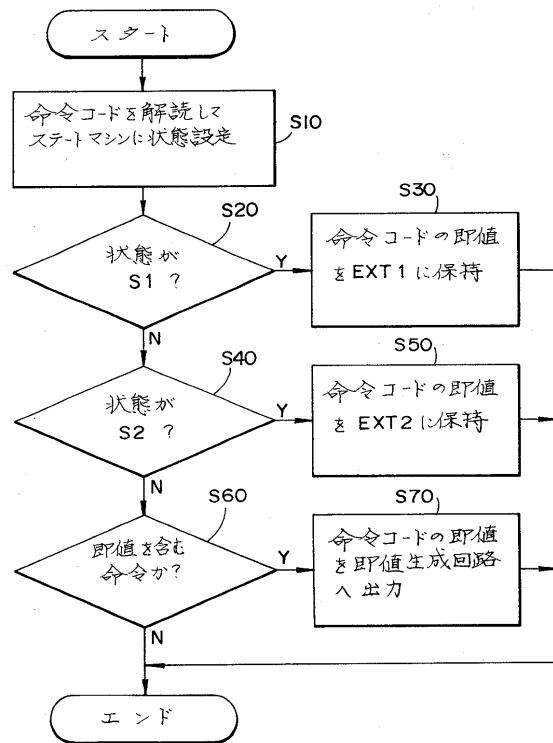 スタート
命令コードを解読して
ステートマシンに状態設定
S10
S20
状態が
S1 ?
Y
N
S30
命令コードの即値
をEXT1に保持
S40
状態が
S2 ?
Y
N
S50
命令コードの即値
を EXT2に保持
S60
即値を含む
命令か?
Y
N
S70
命令コードの即値
を即値生成回路
へ出力
エンド